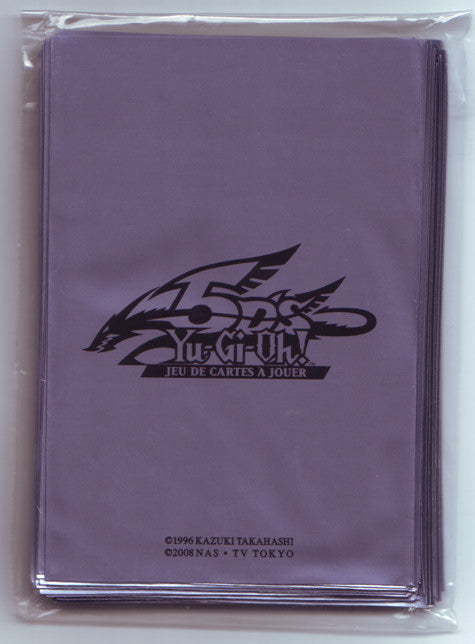 5D's
Yu-Gi-Oh!
JEU DE CARTES A JOUER
©1996 KAZUKI TAKAHASHI
©2008 NAS • TV TOKYO